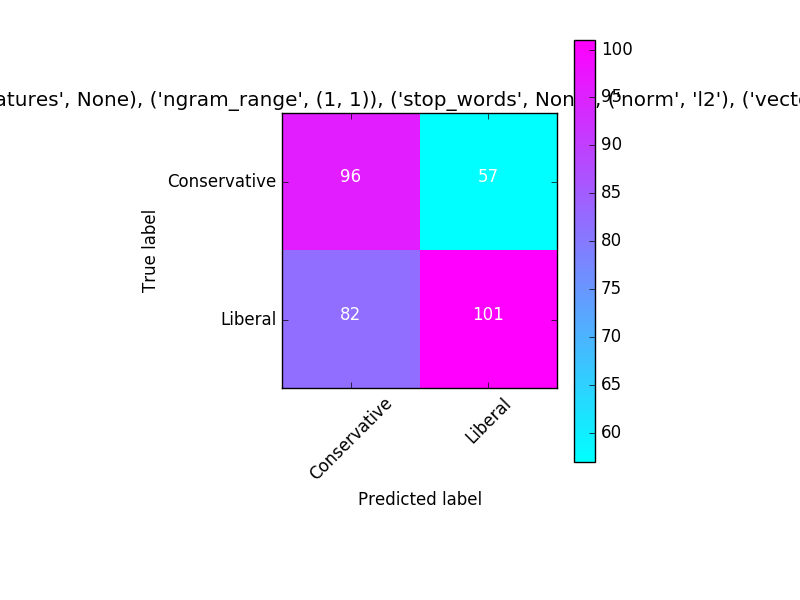 atures', None), ('ngram_range', (1, 1)), ('stop_words', None), ('norm', 'l2'), ('vecto
100
95
90
85
80
75
70
65
60
Conservative
96 57
Liberal
82 101
True label
Conservative
Liberal
Predicted label